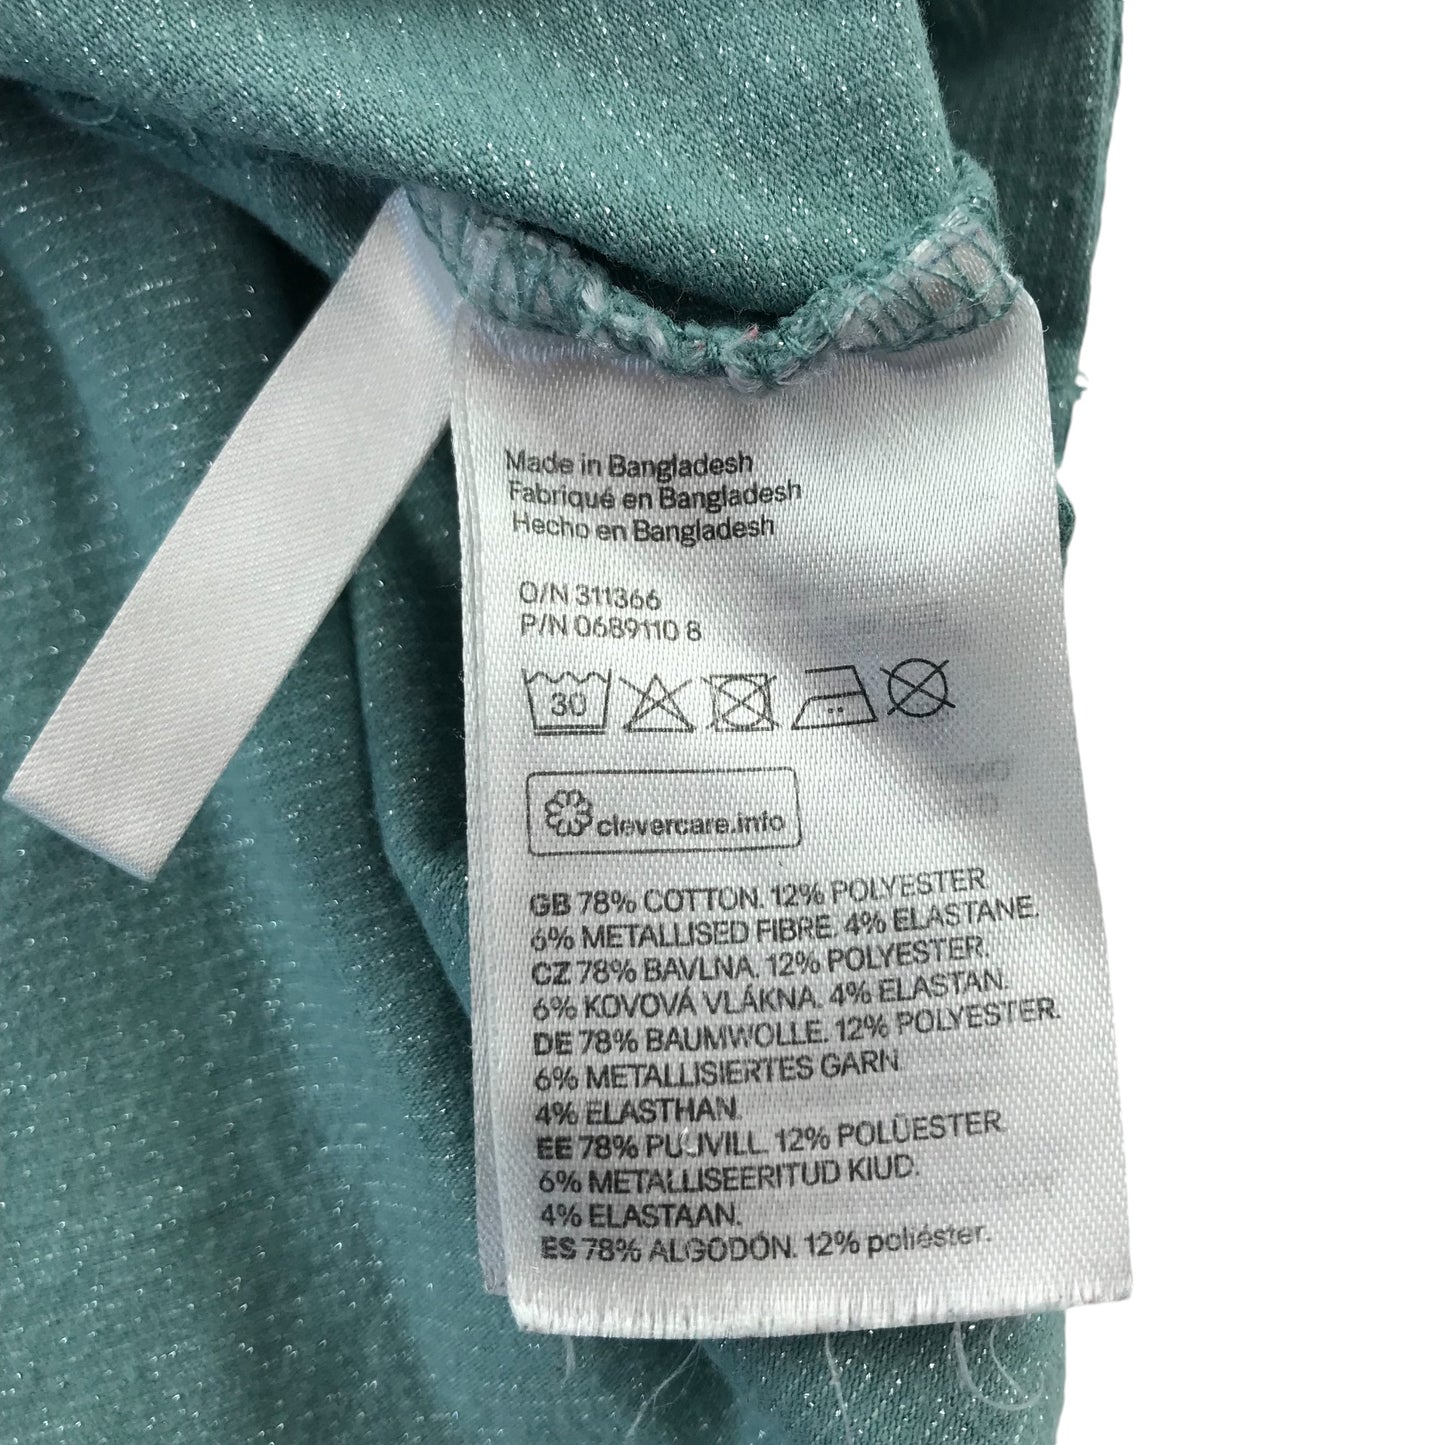 Made in Bangladesh
Fabriqué en Bangladesh
Hecho en Bangladesh
O/N 311366
P/N 0689110 8
30
clevercare.info
GB 78% COTTON. 12% POLYESTER.
6% METALLISED FIBRE. 4% ELASTANE.
CZ 78% BAVLNA. 12% POLYESTER.
6% KOVOVÁ VLÁKNA. 4% ELASTAN.
DE 78% BAUMWOLLE. 12% POLYESTER.
6% METALLISIERTES GARN.
4% ELASTHAN.
EE 78% PUUVILL. 12% POLÜESTER.
6% METALLISEERITUD KIUD.
4% ELASTAAN.
ES 78% ALGODÓN. 12% poliéster.